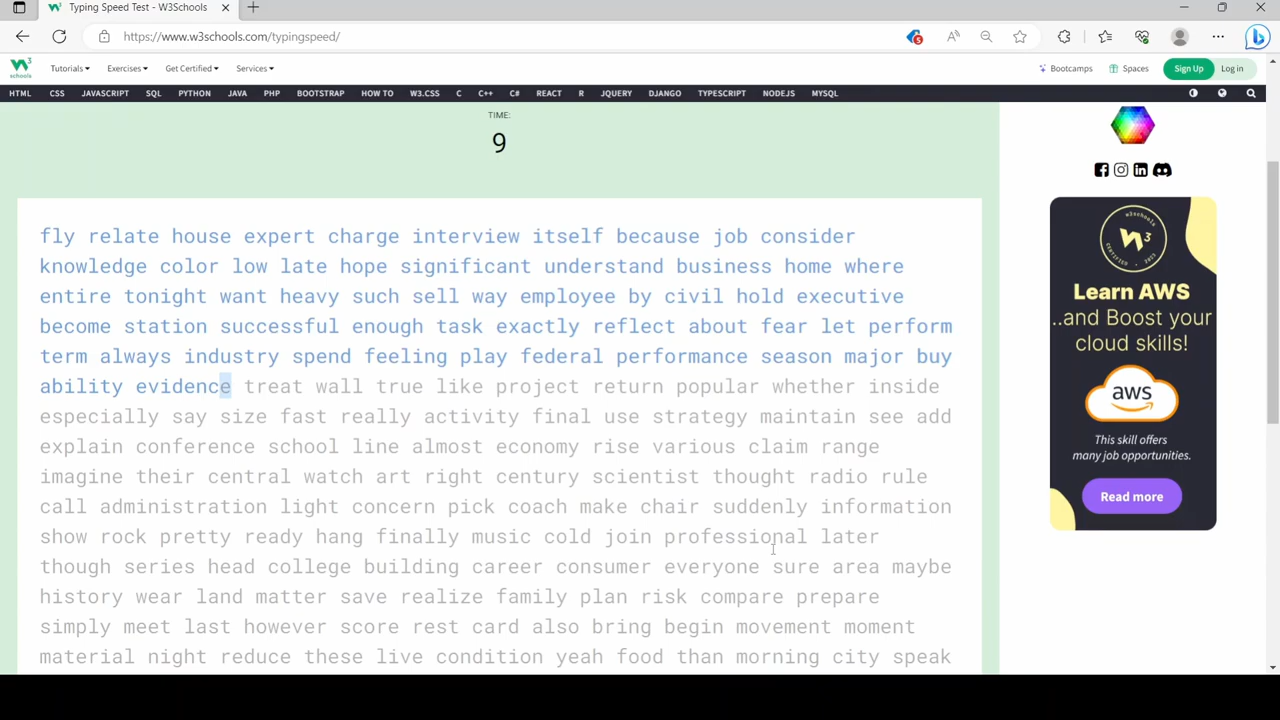 Typing Speed Test - W3Schools
https://www.w3schools.com/typingspeed/
5
W3 schools Tutorials Exercises Get Certified Services Bootcamps Spaces Sign Up Log in
HTML CSS JAVASCRIPT SQL PYTHON JAVA PHP BOOTSTRAP HOW TO W3.CSS C C++ C# REACT R JQUERY DJANGO TYPESCRIPT NODEJS MYSQL
TIME:
9
fly relate house expert charge interview itself because job consider
knowledge color low late hope significant understand business home where
entire tonight want heavy such sell way employee by civil hold executive
become station successful enough task exactly reflect about fear let perform
term always industry spend feeling play federal performance season major buy
ability evidence treat wall true like project return popular whether inside
especially say size fast really activity final use strategy maintain see add
explain conference school line almost economy rise various claim range
imagine their central watch art right century scientist thought radio rule
call administration light concern pick coach make chair suddenly information
show rock pretty ready hang finally music cold join professional later
though series head college building career consumer everyone sure area maybe
history wear land matter save realize family plan risk compare prepare
simply meet last however score rest card also bring begin movement moment
material night reduce these live condition yeah food than morning city speak
W3
Learn AWS
..and Boost your
cloud skills!
aws
This skill offers
many job opportunities.
Read more